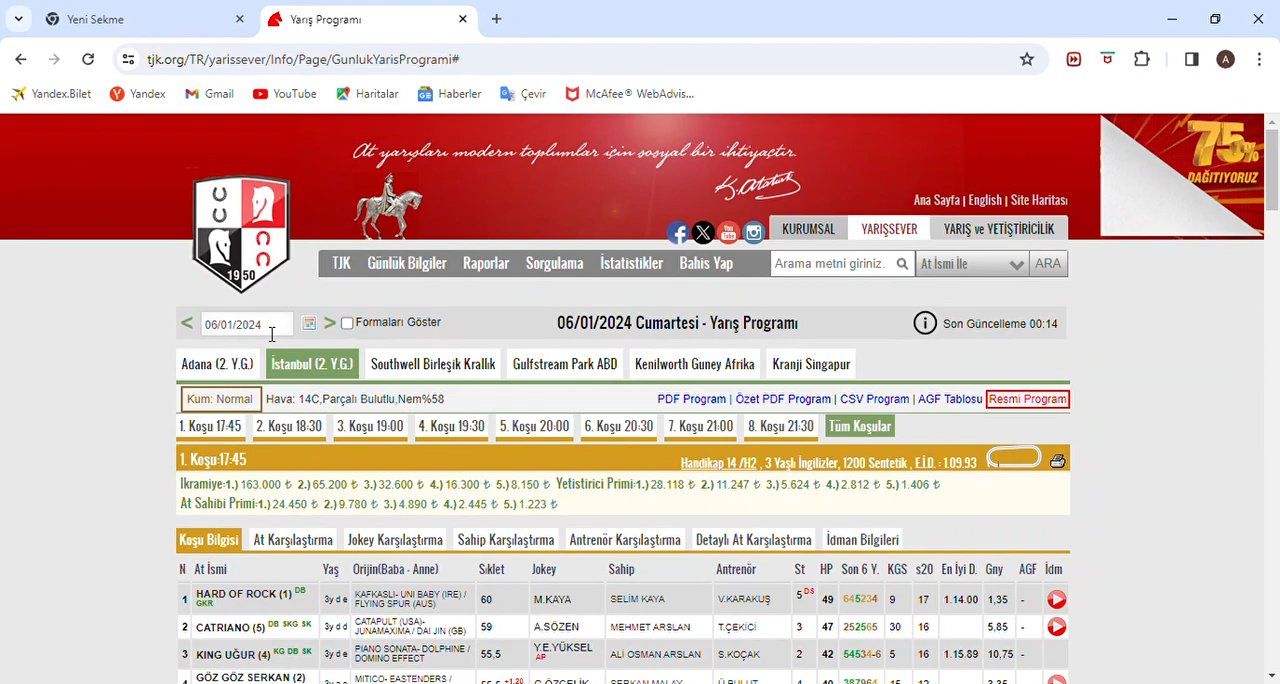 Yeni Sekme
Yarış Programı
tjk.org/TR/yarissever/Info/Page/GunlukYarisProgrami#
A
Yandex.Bilet Yandex Gmail YouTube Haritalar Haberler Çevir McAfee® WebAdvis...
At yarışları modern toplumlar için sosyal bir ihtiyaçtır.
K. Atatürk
75%
DAĞITIYORUZ
Ana Sayfa | English | Site Haritası
KURUMSAL YARIŞSEVER YARIŞ ve YETİŞTİRİCİLİK
1950
TJK Günlük Bilgiler Raporlar Sorgulama İstatistikler Bahis Yap Arama metni giriniz. At İsmi İle ARA
< 06/01/2024 > Formaları Göster 06/01/2024 Cumartesi - Yarış Programı Son Güncelleme 00:14
Adana (2. Y.G.) İstanbul (2. Y.G.) Southwell Birleşik Krallık Gulfstream Park ABD Kenilworth Guney Afrika Kranji Singapur
Kum: Normal Hava: 14C,Parçalı Bulutlu,Nem%58 PDF Program | Özet PDF Program | CSV Program | AGF Tablosu Resmi Program
1. Koşu 17:45 2. Koşu 18:30 3. Koşu 19:00 4. Koşu 19:30 5. Koşu 20:00 6. Koşu 20:30 7. Koşu 21:00 8. Koşu 21:30 Tüm Koşular
1. Koşu:17:45 Handikap 14 /H2 , 3 Yaşlı İngilizler, 1200 Sentetik , E.İ.D. : 1.09.93
Ikramiye:1.) 163.000 ₺ 2.) 65.200 ₺ 3.) 32.600 ₺ 4.) 16.300 ₺ 5.) 8.150 ₺ Yetistirici Primi:1.) 28.118 ₺ 2.) 11.247 ₺ 3.) 5.624 ₺ 4.) 2.812 ₺ 5.) 1.406 ₺
At Sahibi Primi:1.) 24.450 ₺ 2.) 9.780 ₺ 3.) 4.890 ₺ 4.) 2.445 ₺ 5.) 1.223 ₺
Koşu Bilgisi At Karşılaştırma Jokey Karşılaştırma Sahip Karşılaştırma Antrenör Karşılaştırma Detaylı At Karşılaştırma İdman Bilgileri
N At İsmi Yaş Orijin(Baba - Anne) Sıklet Jokey Sahip Antrenör St HP Son 6 Y. KGS s20 En İyi D. Gny AGF İdm
1 HARD OF ROCK (1) DB GKR 3y d e KAFKASLI- UNI BABY (IRE) / FLYING SPUR (AUS) 60 M.KAYA SELİM KAYA V.KARAKUŞ 5 DS 49 645234 9 17 1.14.00 1,35 -
2 CATRIANO (5) DB SKG SK 3y d d CATAPULT (USA)- JUNAMAXIMA / DAI JIN (GB) 59 A.SÖZEN MEHMET ARSLAN T.ÇEKİCİ 3 47 252565 30 16 5,85 -
3 KING UĞUR (4) KG DB SK 3y d e PIANO SONATA- DOLPHINE / DOMINO EFFECT 55,5 Y.E.YÜKSEL AP ALİ OSMAN ARSLAN S.KOÇAK 2 42 54534-6 5 16 1.15.89 10,75 -
GÖZ GÖZ SERKAN (2) MITICO- EASTENDERS /